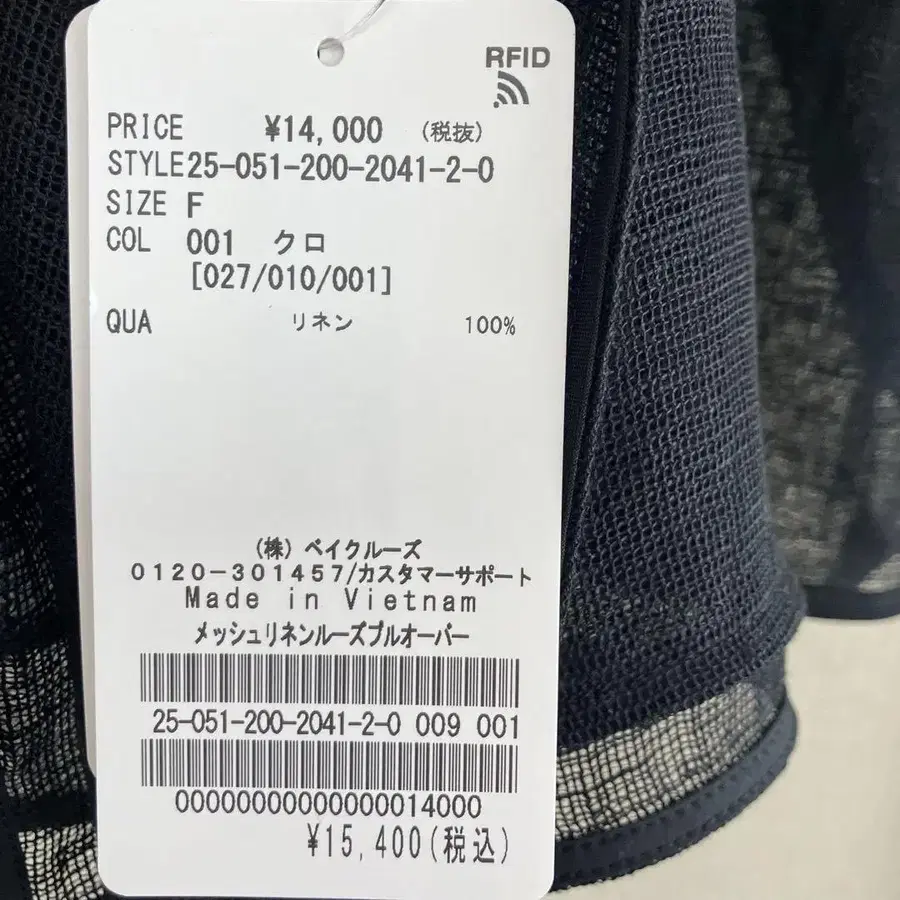 RFID
PRICE ¥14,000 (税抜)
STYLE 25-051-200-2041-2-0
SIZE F
COL 001 クロ
[027/010/001]
QUA リネン 100%
(株) ベイクルーズ
0120-301457/カスタマーサポート
Made in Vietnam
メッシュリネンルーズプルオーバー
25-051-200-2041-2-0 009 001
00000000000000014000
¥15,400(税込)